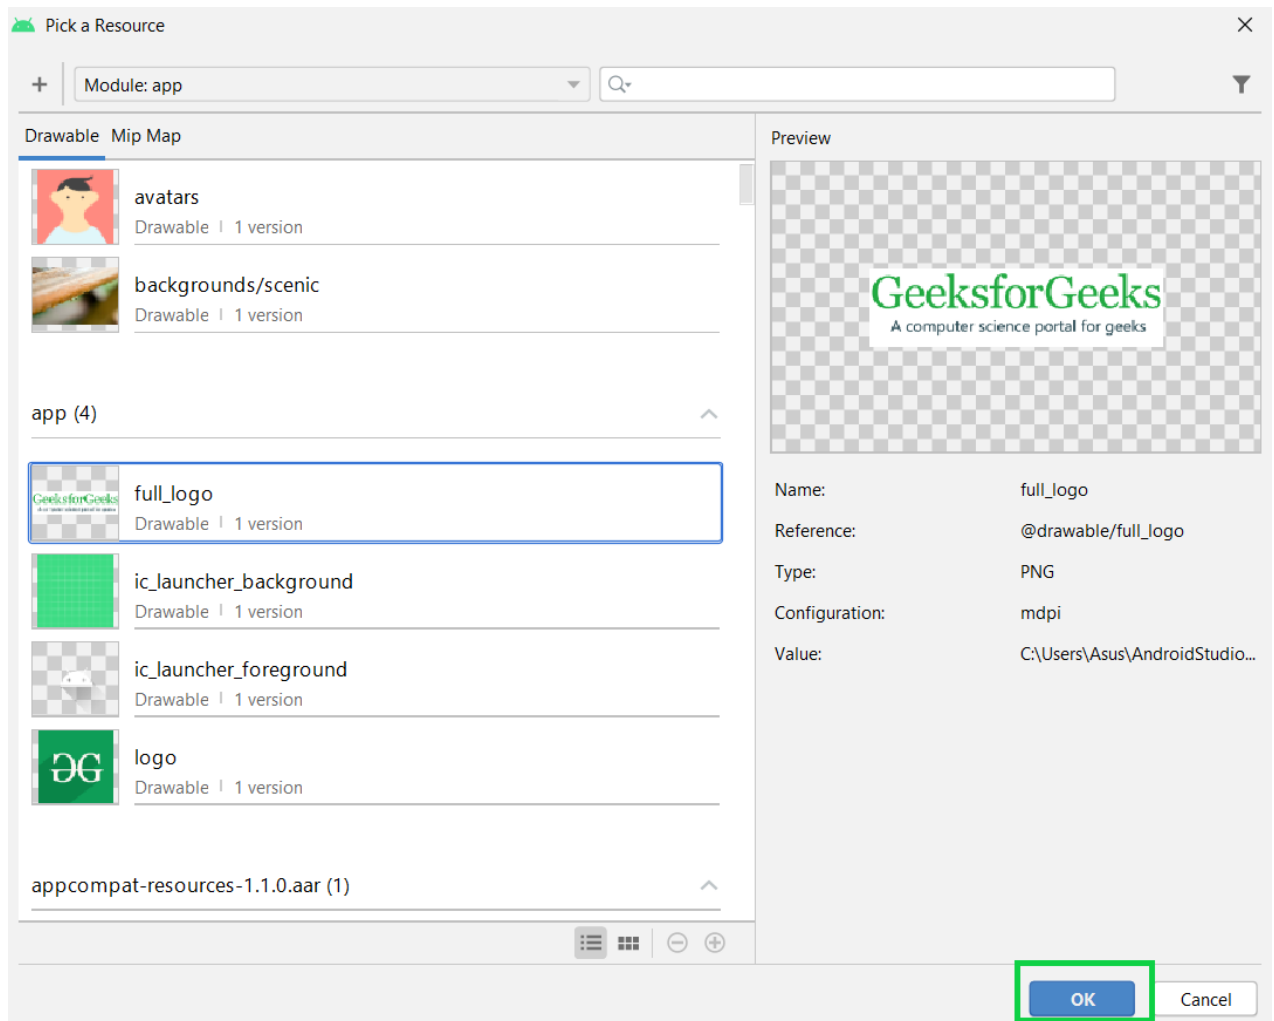 Pick a Resource
Module: app
Drawable Mip Map
avatars
Drawable | 1 version
backgrounds/scenic
Drawable | 1 version
app (4)
GeeksforGeeks
full_logo
Drawable | 1 version
ic_launcher_background
Drawable | 1 version
ic_launcher_foreground
Drawable | 1 version
logo
Drawable | 1 version
appcompat-resources-1.1.0.aar (1)
Preview
GeeksforGeeks
A computer science portal for geeks
Name: full_logo
Reference: @drawable/full_logo
Type: PNG
Configuration: mdpi
Value: C:\Users\Asus\AndroidStudio...
OK Cancel